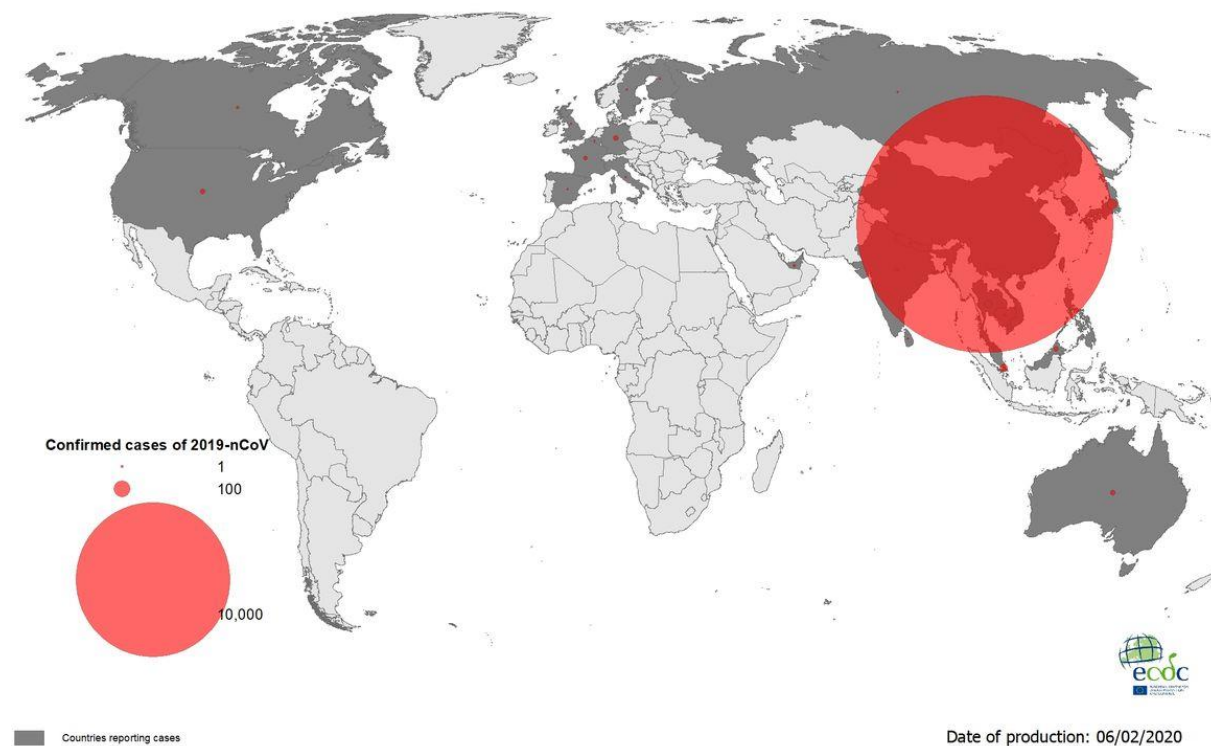 Confirmed cases of 2019-nCoV
1
100
10,000
ecdc
Countries reporting cases
Date of production: 06/02/2020